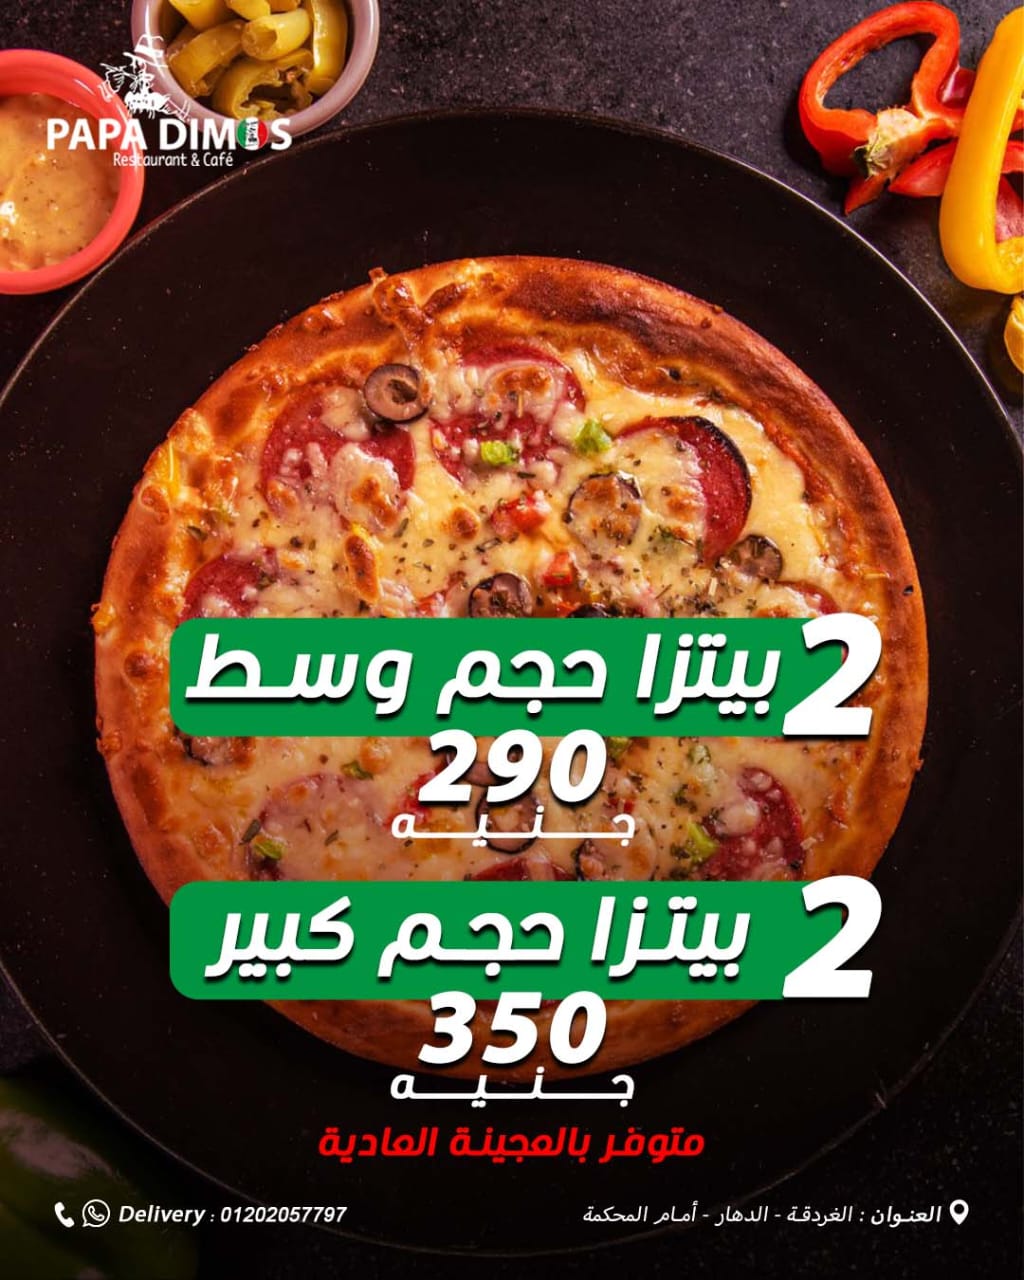 PAPA DIMOS
Restaurant & Café
2 بيتزا حجم وسط
290
جنيه
2 بيتزا حجم كبير
350
جنيه
متوفر بالعجينة العادية
العنوان : الغردقة - الدهار - أمام المحكمة
Delivery : 01202057797